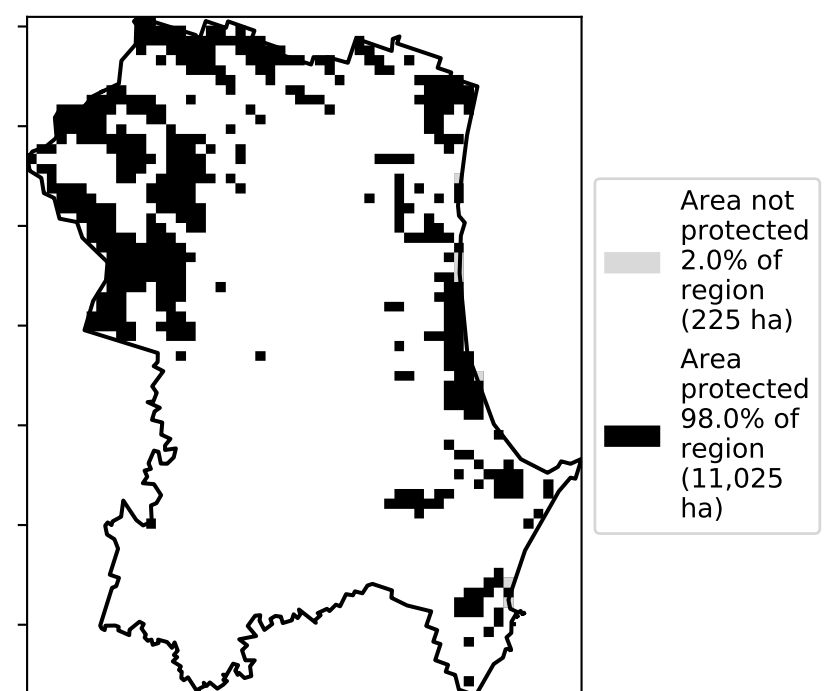 Area not
protected
2.0% of
region
(225 ha)
Area
protected
98.0% of
region
(11,025
ha)